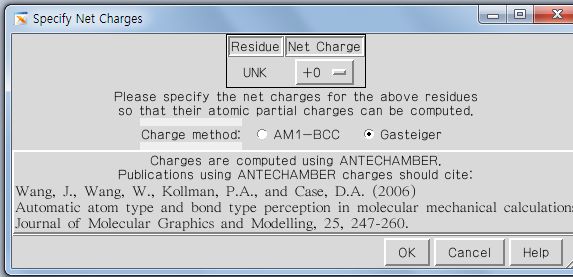 Specify Net Charges
Residue Net Charge
UNK +0
Please specify the net charges for the above residues
so that their atomic partial charges can be computed.
Charge method: AM1-BCC Gasteiger
Charges are computed using ANTECHAMBER.
Publications using ANTECHAMBER charges should cite:
Wang, J., Wang, W., Kollman, P.A., and Case, D.A. (2006)
Automatic atom type and bond type perception in molecular mechanical calculations
Journal of Molecular Graphics and Modelling, 25, 247-260.
OK Cancel Help